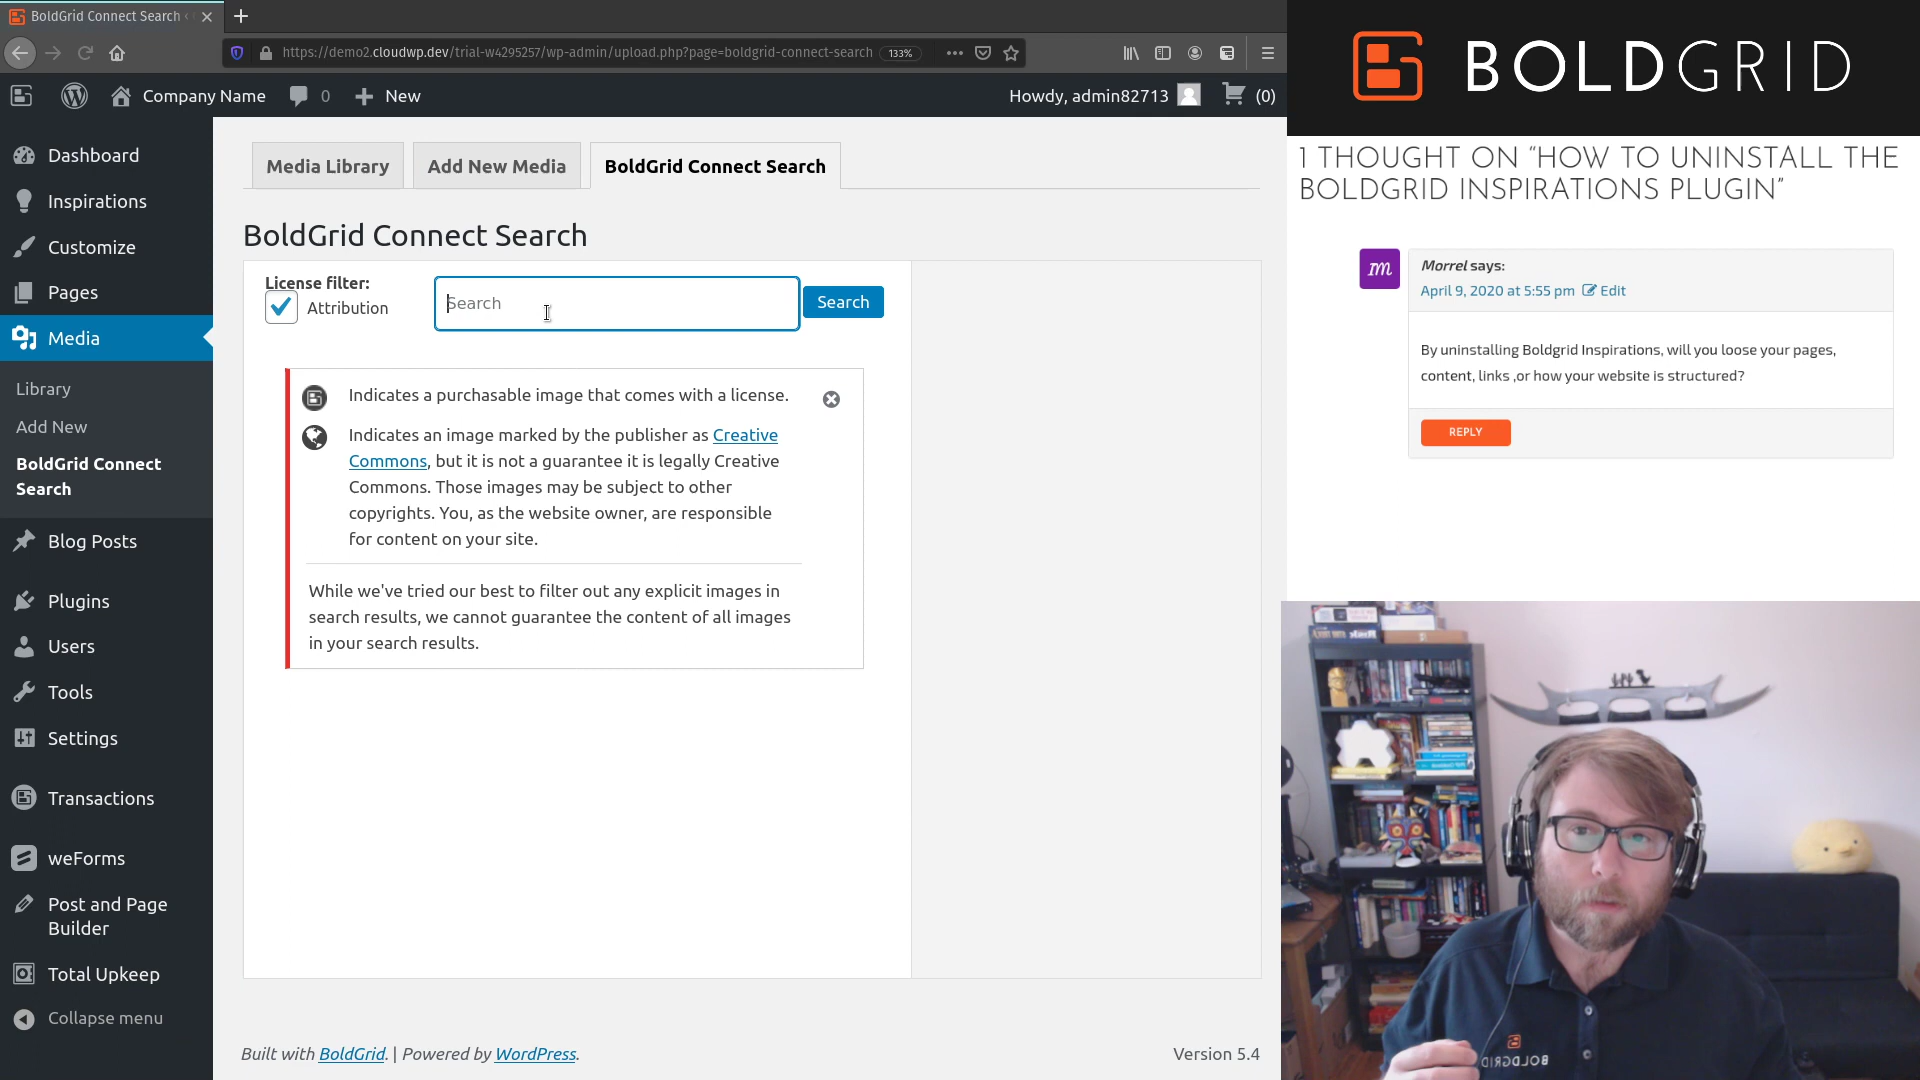 BoldGrid Connect Search
https://demo2.cloudwp.dev/trial-w4295257/wp-admin/upload.php?page=boldgrid-connect-search
133%
Company Name
0
New
Howdy, admin82713
(0)
Dashboard
Inspirations
Customize
Pages
Media
Library
Add New
BoldGrid Connect
Search
Blog Posts
Plugins
Users
Tools
Settings
Transactions
weForms
Post and Page
Builder
Total Upkeep
Collapse menu
Media Library
Add New Media
BoldGrid Connect Search
BoldGrid Connect Search
License filter:
Attribution
Search
Search
Indicates a purchasable image that comes with a license.
Indicates an image marked by the publisher as Creative
Commons, but it is not a guarantee it is legally Creative
Commons. Those images may be subject to other
copyrights. You, as the website owner, are responsible
for content on your site.
While we've tried our best to filter out any explicit images in
search results, we cannot guarantee the content of all images
in your search results.
Built with BoldGrid. | Powered by WordPress.
Version 5.4
BOLDGRID
1 THOUGHT ON “HOW TO UNINSTALL THE
BOLDGRID INSPIRATIONS PLUGIN”
m
Morrel says:
April 9, 2020 at 5:55 pm Edit
By uninstalling Boldgrid Inspirations, will you loose your pages,
content, links ,or how your website is structured?
REPLY
BOLDGRID